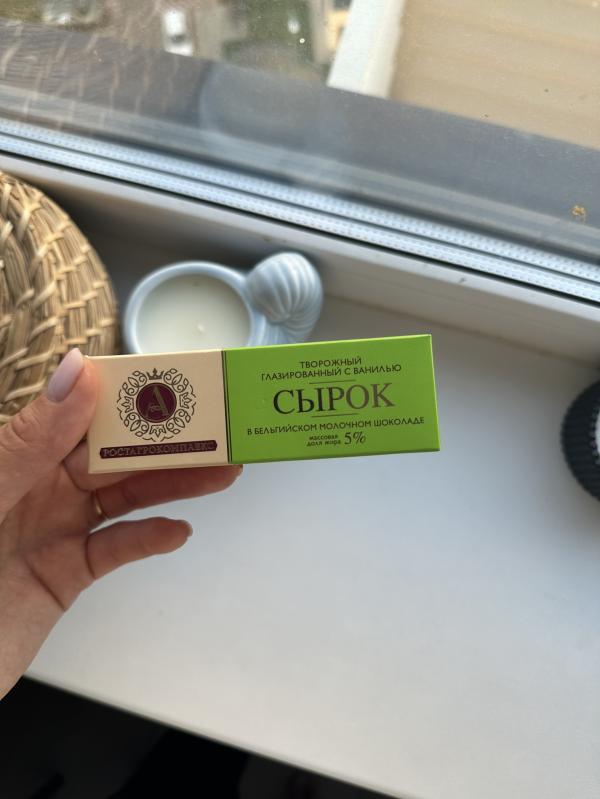 А
РОСТАГРОКОМПЛЕКС
ТВОРОЖНЫЙ
ГЛАЗИРОВАННЫЙ С ВАНИЛЬЮ
СЫРОК
В БЕЛЬГИЙСКОМ МОЛОЧНОМ ШОКОЛАДЕ
массовая
доля жира 5%